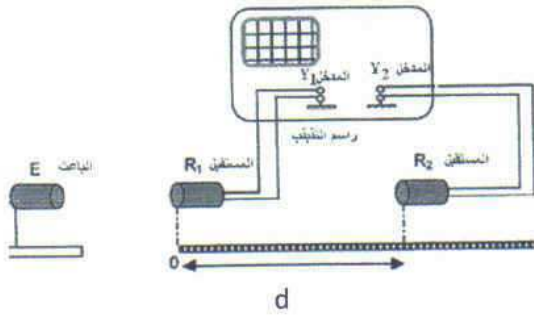 المدخل Y1
المدخل Y2
راسم التذبذب
الباعث E
المستقبل R1
المستقبل R2
0
d